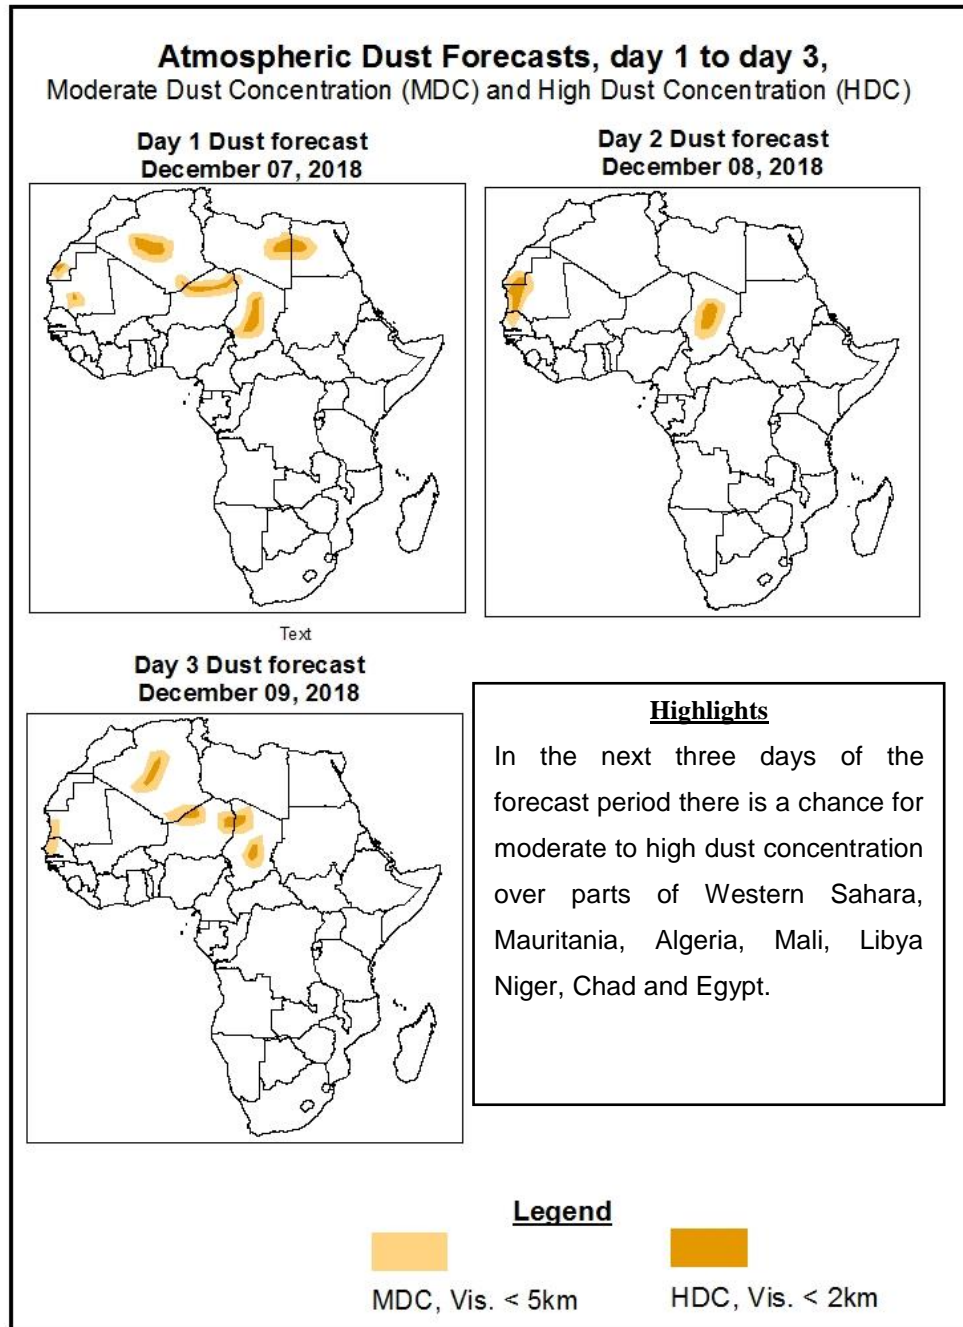 Atmospheric Dust Forecasts, day 1 to day 3,
Moderate Dust Concentration (MDC) and High Dust Concentration (HDC)
Day 1 Dust forecast
December 07, 2018
Day 2 Dust forecast
December 08, 2018
Text
Day 3 Dust forecast
December 09, 2018
Highlights
In the next three days of the
forecast period there is a chance for
moderate to high dust concentration
over parts of Western Sahara,
Mauritania, Algeria, Mali, Libya
Niger, Chad and Egypt.
Legend
MDC, Vis. < 5km
HDC, Vis. < 2km